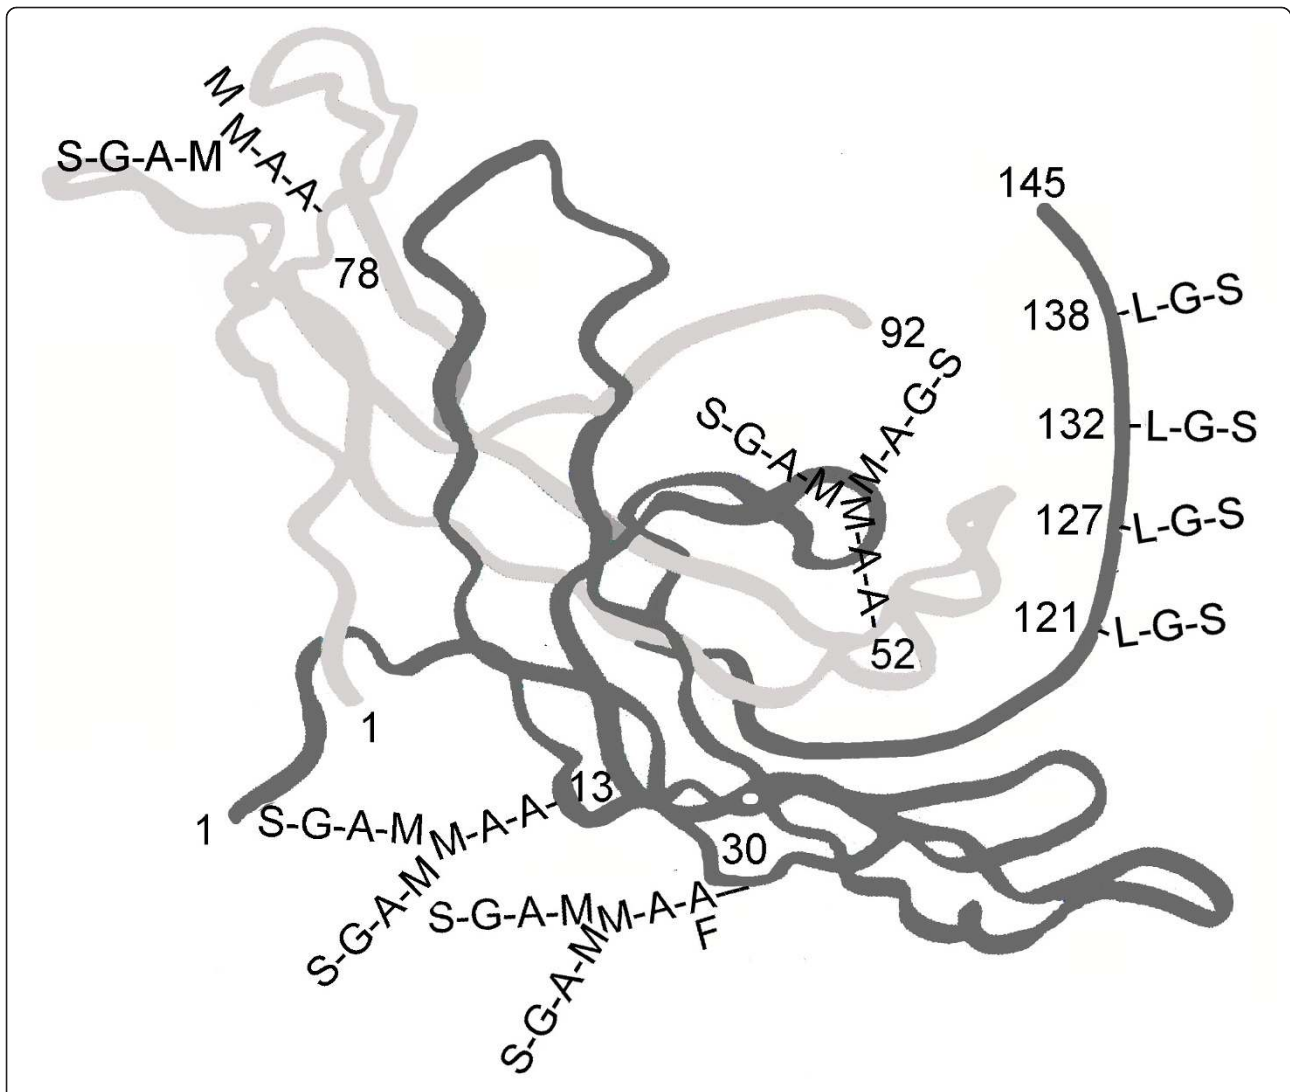 M
S-G-A-M
M-A-A-
78
145
138
-L-G-S
92
S-G-A-M
M-A-G-S
M-A-A-
52
132
-L-G-S
127
-L-G-S
121
-L-G-S
1
1
S-G-A-M
M-A-A-
13
S-G-A-M
30
S-G-A-M
M-A-A—
F
S-G-A-M